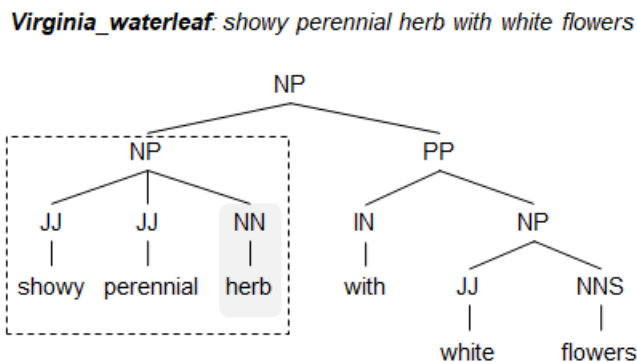 Virginia_waterleaf: showy perennial herb with white flowers
NP
NP PP
JJ JJ NN IN NP
showy perennial herb with JJ NNS
white flowers